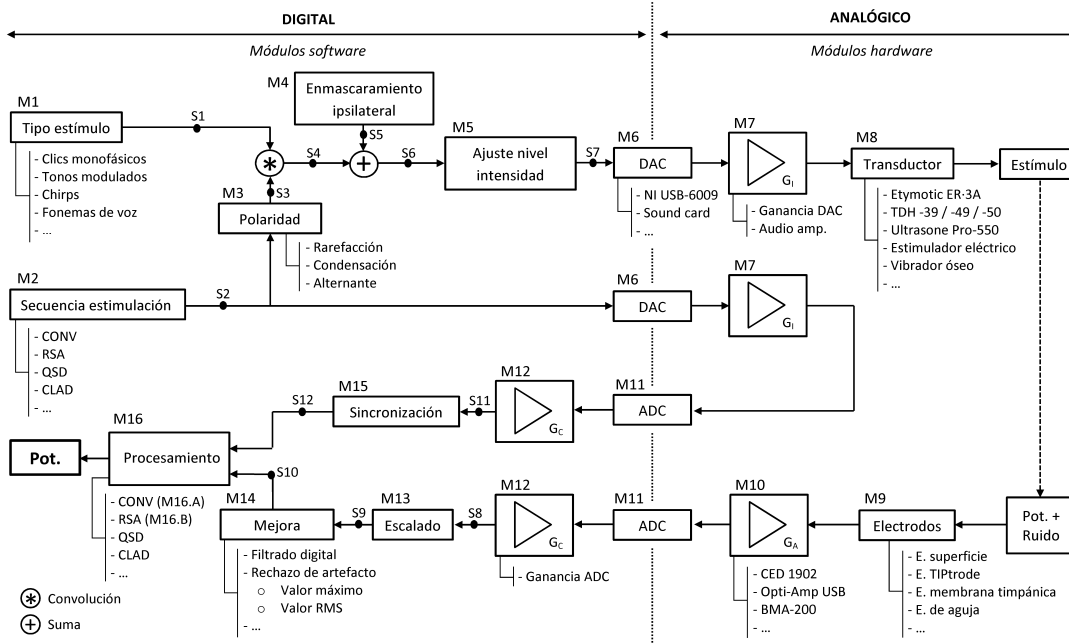 DIGITAL
ANALÓGICO
Módulos software
Módulos hardware
M1
Tipo estímulo
- Clics monofásicos
- Tonos modulados
- Chirps
- Fonemas de voz
- ...
S1
M4
Enmascaramiento
ipsilateral
S5
S4
S6
S3
M3
Polaridad
- Rarefacción
- Condensación
- Alternante
M5
Ajuste nivel
intensidad
S7
M6
DAC
- NI USB-6009
- Sound card
- ...
M7
G_I
- Ganancia DAC
- Audio amp.
M8
Transductor
- Etymotic ER·3A
- TDH -39 / -49 / -50
- Ultrasone Pro-550
- Estimulador eléctrico
- Vibrador óseo
- ...
Estímulo
M2
Secuencia estimulación
- CONV
- RSA
- QSD
- CLAD
- ...
S2
M6
DAC
M7
G_I
M11
ADC
M12
G_C
S11
M15
Sincronización
S12
M16
Procesamiento
- CONV (M16.A)
- RSA (M16.B)
- QSD
- CLAD
- ...
Pot.
S10
M14
Mejora
- Filtrado digital
- Rechazo de artefacto
o Valor máximo
o Valor RMS
- ...
S9
M13
Escalado
S8
M12
G_C
- Ganancia ADC
M11
ADC
M10
G_A
- CED 1902
- Opti-Amp USB
- BMA-200
- ...
M9
Electrodos
- E. superficie
- E. TIPtrode
- E. membrana timpánica
- E. de aguja
- ...
Pot. +
Ruido
Convolución
Suma